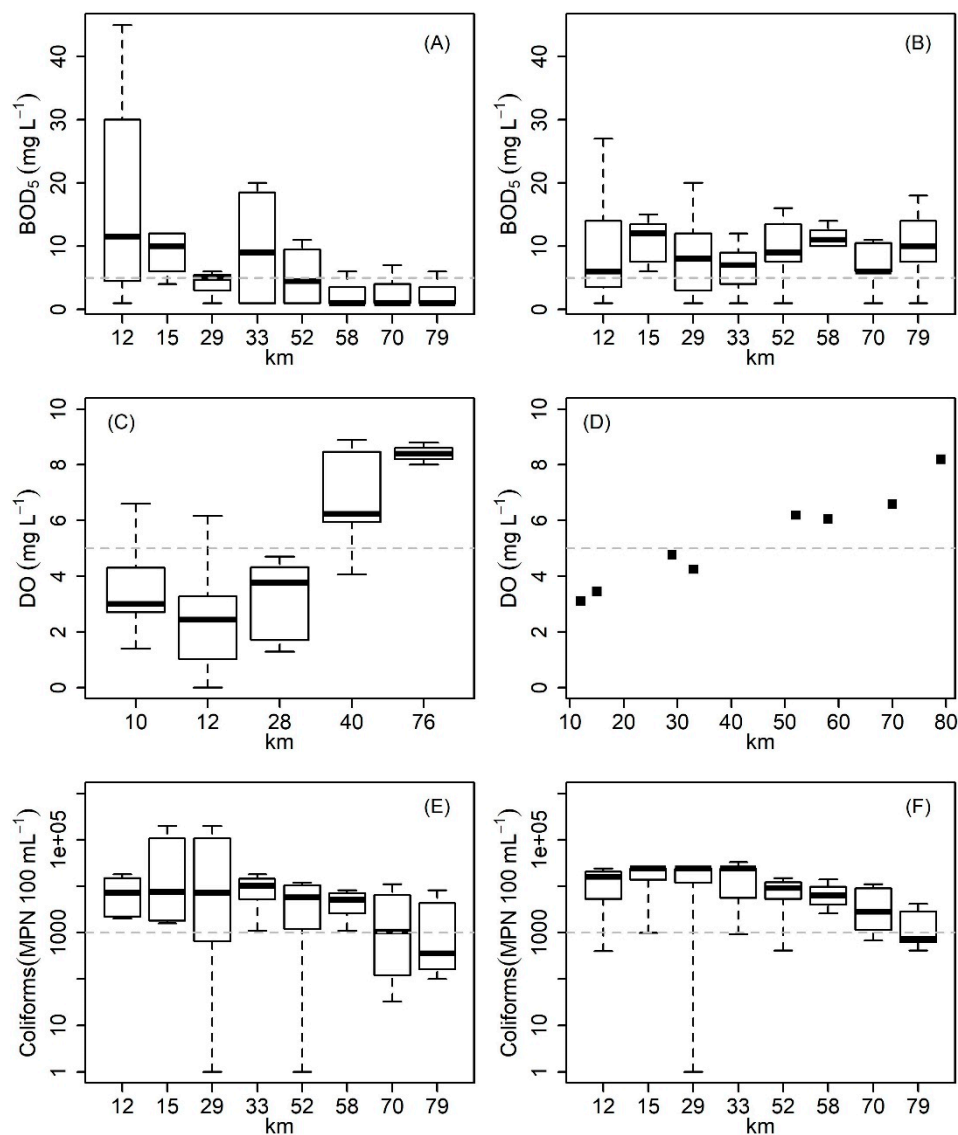 (A)
BOD₅ (mg L⁻¹)
0 10 20 30 40
12 15 29 33 52 58 70 79
km
(B)
BOD₅ (mg L⁻¹)
0 10 20 30 40
12 15 29 33 52 58 70 79
km
(C)
DO (mg L⁻¹)
0 2 4 6 8 10
10 12 28 40 76
km
(D)
DO (mg L⁻¹)
0 2 4 6 8 10
10 20 30 40 50 60 70 80
km
(E)
Coliforms(MPN 100 mL⁻¹)
1 10 1000 1e+05
12 15 29 33 52 58 70 79
km
(F)
Coliforms(MPN 100 mL⁻¹)
1 10 1000 1e+05
12 15 29 33 52 58 70 79
km